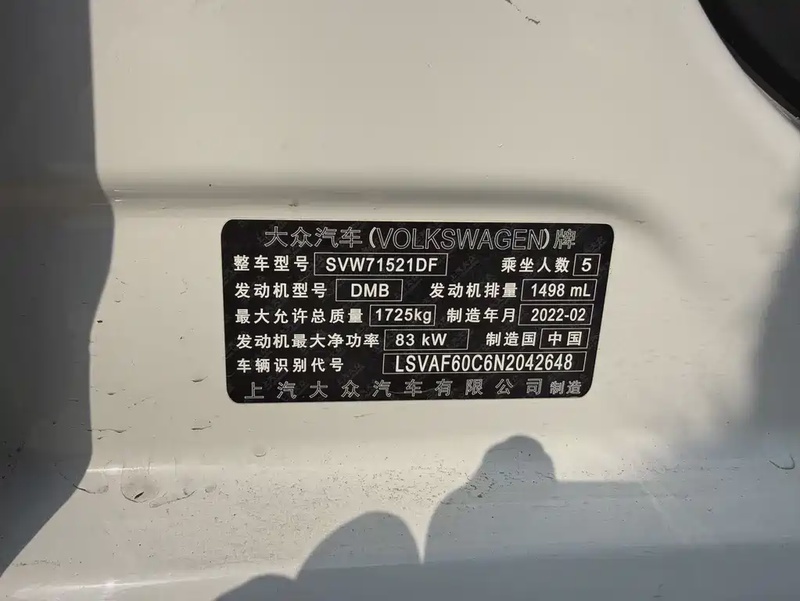 大众汽车(VOLKSWAGEN)牌
整车型号 SVW71521DF 乘坐人数 5
发动机型号 DMB 发动机排量 1498 mL
最大允许总质量 1725kg 制造年月 2022-02
发动机最大净功率 83 kW 制造国 中国
车辆识别代号 LSVAF60C6N2042648
上汽大众汽车有限公司制造